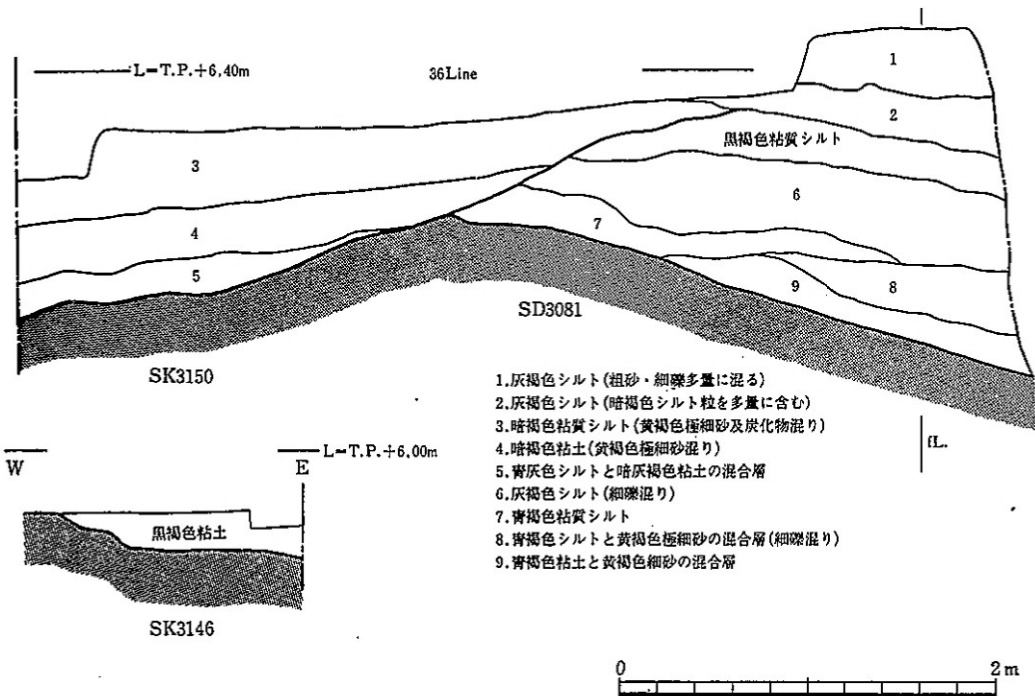 L=T.P.+6,40m
36Line
1
2
黒褐色粘質シルト
3
6
4
7
5
9
8
SD3081
SK3150
1.灰褐色シルト(粗砂・細礫多量に混る)
2.灰褐色シルト(暗褐色シルト粒を多量に含む)
3.暗褐色粘質シルト(黄褐色極細砂及炭化物混り)
4.暗褐色粘土(黄褐色極細砂混り)
5.青灰色シルトと暗灰褐色粘土の混合層
6.灰褐色シルト(細礫混り)
7.青褐色粘質シルト
8.青褐色シルトと黄褐色極細砂の混合層(細礫混り)
9.青褐色粘土と黄褐色細砂の混合層
W
E
L=T.P.+6,00m
黒褐色粘土
SK3146
0
2m